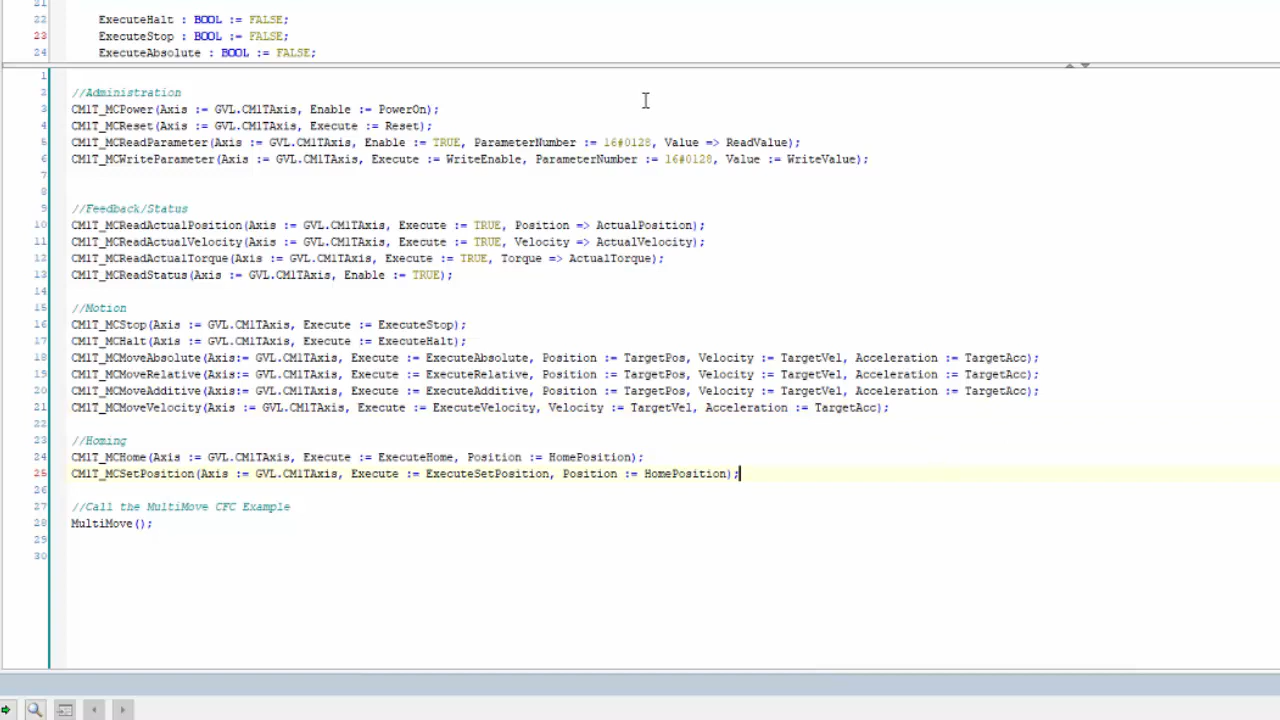 21
22 ExecuteHalt : BOOL := FALSE;
23 ExecuteStop : BOOL := FALSE;
24 ExecuteAbsolute : BOOL := FALSE;
1
2 //Administration
3 CM1T_MCPower(Axis := GVL.CM1TAxis, Enable := PowerOn);
4 CM1T_MCReset(Axis := GVL.CM1TAxis, Execute := Reset);
5 CM1T_MCReadParameter(Axis := GVL.CM1TAxis, Enable := TRUE, ParameterNumber := 16#0128, Value => ReadValue);
6 CM1T_MCWriteParameter(Axis := GVL.CM1TAxis, Execute := WriteEnable, ParameterNumber := 16#0128, Value := WriteValue);
7
8
9 //Feedback/Status
10 CM1T_MCReadActualPosition(Axis := GVL.CM1TAxis, Execute := TRUE, Position => ActualPosition);
11 CM1T_MCReadActualVelocity(Axis := GVL.CM1TAxis, Execute := TRUE, Velocity => ActualVelocity);
12 CM1T_MCReadActualTorque(Axis := GVL.CM1TAxis, Execute := TRUE, Torque => ActualTorque);
13 CM1T_MCReadStatus(Axis := GVL.CM1TAxis, Enable := TRUE);
14
15 //Motion
16 CM1T_MCStop(Axis := GVL.CM1TAxis, Execute := ExecuteStop);
17 CM1T_MCHalt(Axis := GVL.CM1TAxis, Execute := ExecuteHalt);
18 CM1T_MCMoveAbsolute(Axis:= GVL.CM1TAxis, Execute := ExecuteAbsolute, Position := TargetPos, Velocity := TargetVel, Acceleration := TargetAcc);
19 CM1T_MCMoveRelative(Axis:= GVL.CM1TAxis, Execute := ExecuteRelative, Position := TargetPos, Velocity := TargetVel, Acceleration := TargetAcc);
20 CM1T_MCMoveAdditive(Axis:= GVL.CM1TAxis, Execute := ExecuteAdditive, Position := TargetPos, Velocity := TargetVel, Acceleration := TargetAcc);
21 CM1T_MCMoveVelocity(Axis := GVL.CM1TAxis, Execute := ExecuteVelocity, Velocity := TargetVel, Acceleration := TargetAcc);
22
23 //Homing
24 CM1T_MCHome(Axis := GVL.CM1TAxis, Execute := ExecuteHome, Position := HomePosition);
25 CM1T_MCSetPosition(Axis := GVL.CM1TAxis, Execute := ExecuteSetPosition, Position := HomePosition);
26
27 //Call the MultiMove CFC Example
28 MultiMove();
29
30